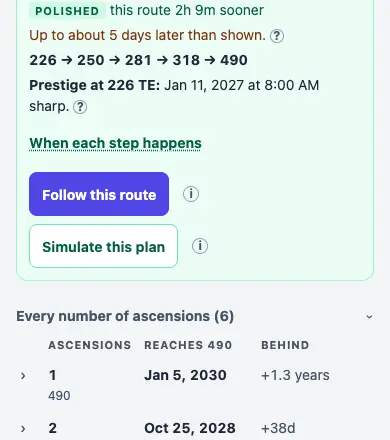 POLISHED this route 2h 9m sooner
Up to about 5 days later than shown. ?
226 → 250 → 281 → 318 → 490
Prestige at 226 TE: Jan 11, 2027 at 8:00 AM
sharp. ?
When each step happens
Follow this route i
Simulate this plan i
Every number of ascensions (6)
ASCENSIONS REACHES 490 BEHIND
1 Jan 5, 2030 +1.3 years
490
2 Oct 25, 2028 +38d